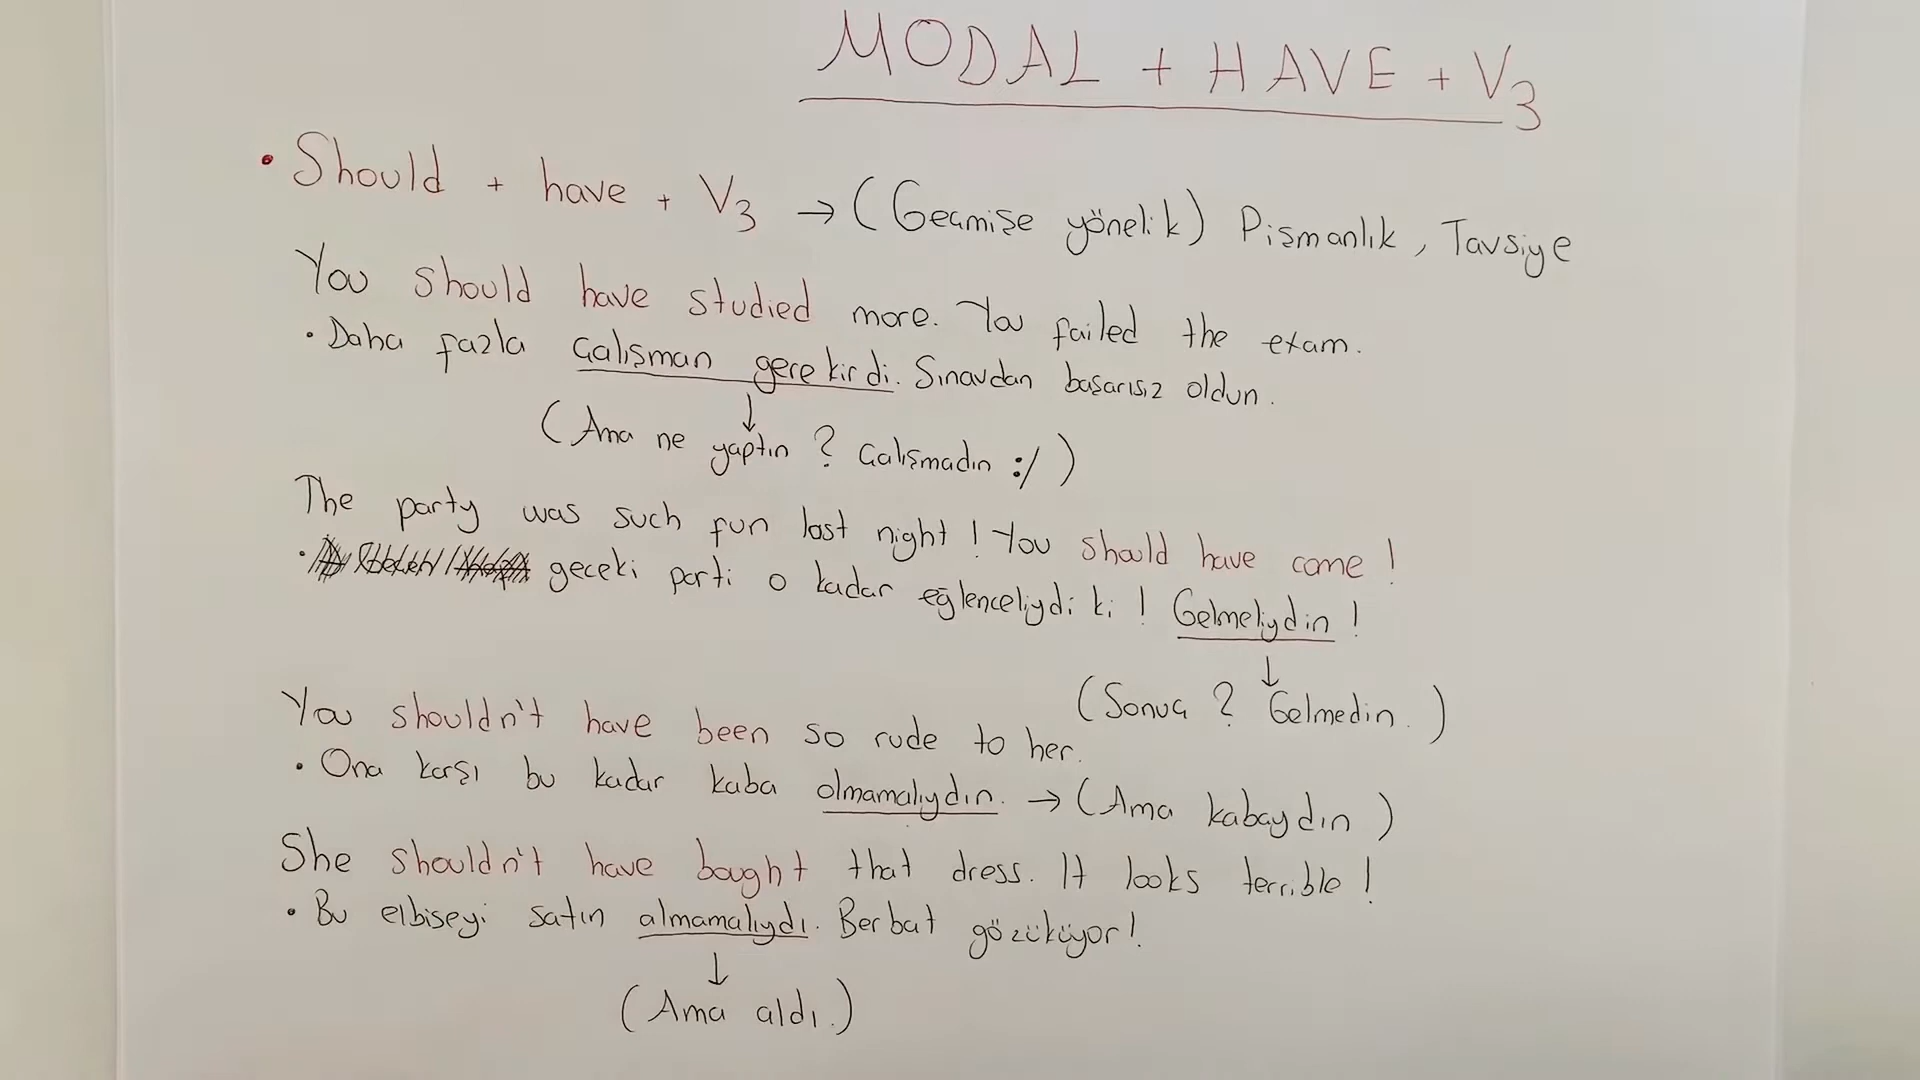 MODAL + HAVE + V3
• Should + have + V3 → (Geçmişe yönelik) Pişmanlık, Tavsiye
You should have studied more. You failed the exam.
• Daha fazla çalışman gerekirdi. Sınavdan başarısız oldun.
↓
(Ama ne yaptın? Çalışmadın :/)
The party was such fun last night! You should have come!
• geceki parti o kadar eğlenceliydi ki! Gelmeliydin!
↓
(Sonuç? Gelmedin.)
You shouldn't have been so rude to her.
• Ona karşı bu kadar kaba olmamalıydın. → (Ama kabaydın)
She shouldn't have bought that dress. It looks terrible!
• Bu elbiseyi satın almamalıydı. Berbat gözüküyor!
↓
(Ama aldı.)